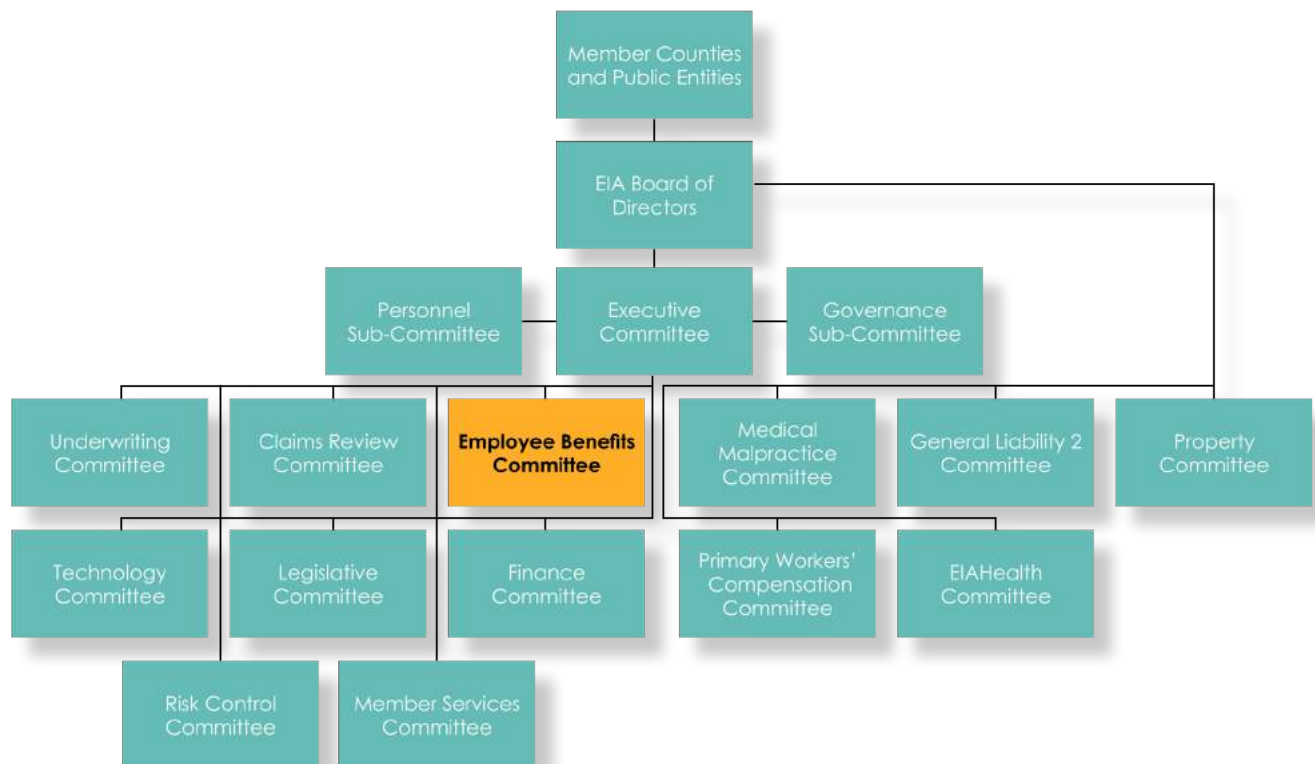 Member Counties
and Public Entities
EIA Board of
Directors
Personnel
Sub-Committee
Executive
Committee
Governance
Sub-Committee
Underwriting
Committee
Claims Review
Committee
Employee Benefits
Committee
Medical
Malpractice
Committee
General Liability 2
Committee
Property
Committee
Technology
Committee
Legislative
Committee
Finance
Committee
Primary Workers’
Compensation
Committee
EIAHealth
Committee
Risk Control
Committee
Member Services
Committee